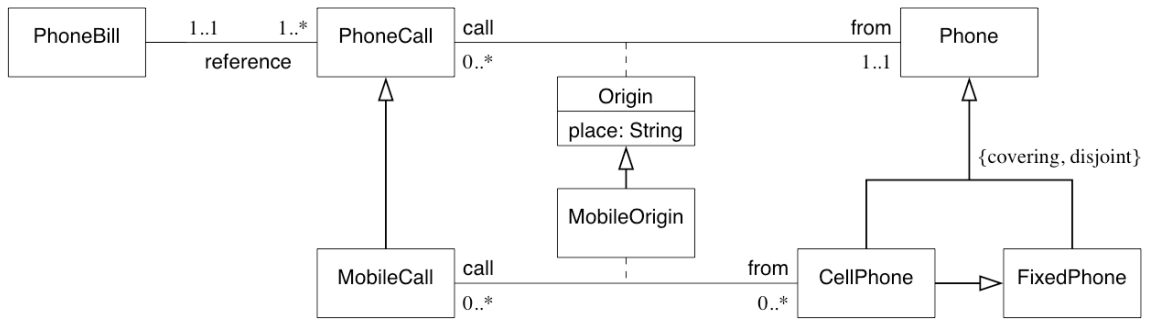 PhoneBill
1..1
1..*
reference
PhoneCall
call
0..*
from
1..1
Phone
Origin
place: String
{covering, disjoint}
MobileOrigin
MobileCall
call
0..*
from
0..*
CellPhone
FixedPhone